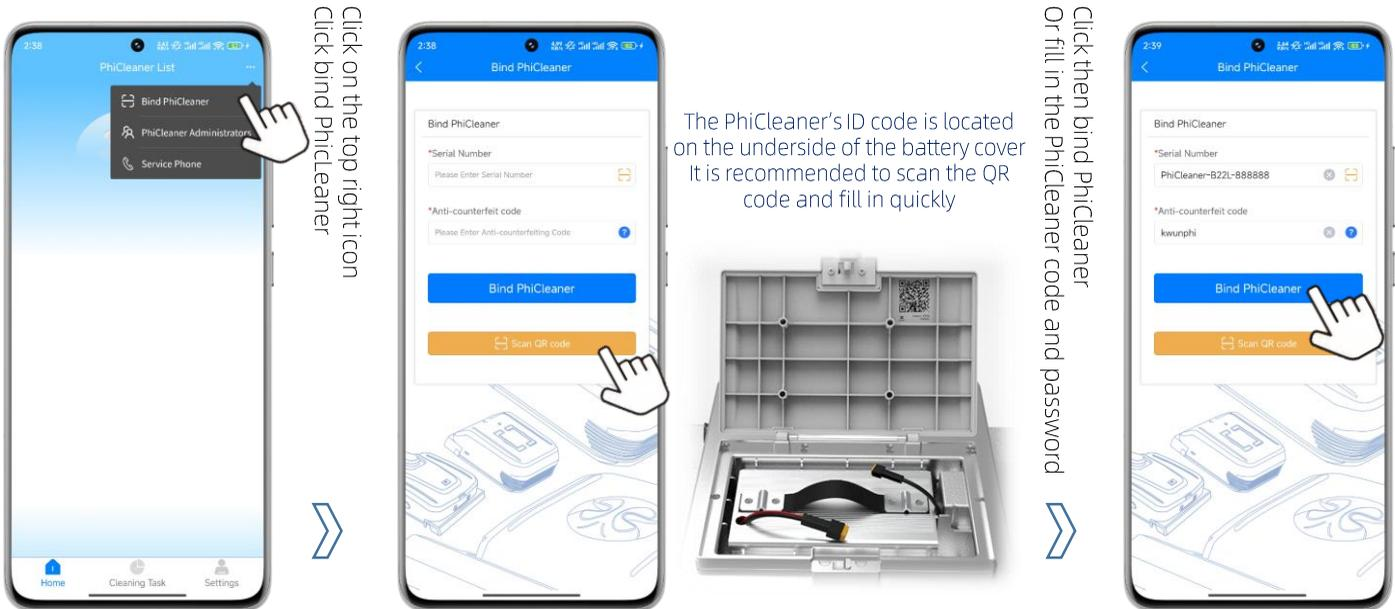 2:38
PhiCleaner List
Bind PhiCleaner
PhiCleaner Administrators
Service Phone
Home
Cleaning Task
Settings
Click on the top right icon
Click bind PhiCLeaner
2:38
Bind PhiCleaner
Bind PhiCleaner
*Serial Number
Please Enter Serial Number
*Anti-counterfeit code
Please Enter Anti-counterfeiting Code
?
Bind PhiCleaner
Scan QR code
The PhiCleaner's ID code is located
on the underside of the battery cover
It is recommended to scan the QR
code and fill in quickly
Click then bind PhiCleaner
Or fill in the PhiCleaner code and password
2:39
Bind PhiCleaner
Bind PhiCleaner
*Serial Number
PhiCleaner-B22L-888888
*Anti-counterfeit code
kwunphi
?
Bind PhiCleaner
Scan QR code